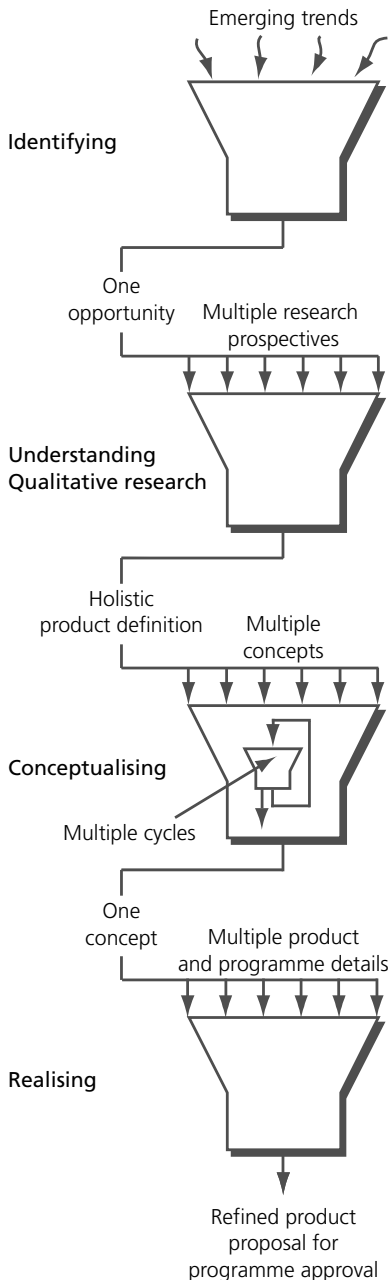 Emerging trends
Identifying
One
opportunity
Multiple research
prospectives
Understanding
Qualitative research
Holistic
product definition
Multiple
concepts
Conceptualising
Multiple cycles
One
concept
Multiple product
and programme details
Realising
Refined product
proposal for
programme approval